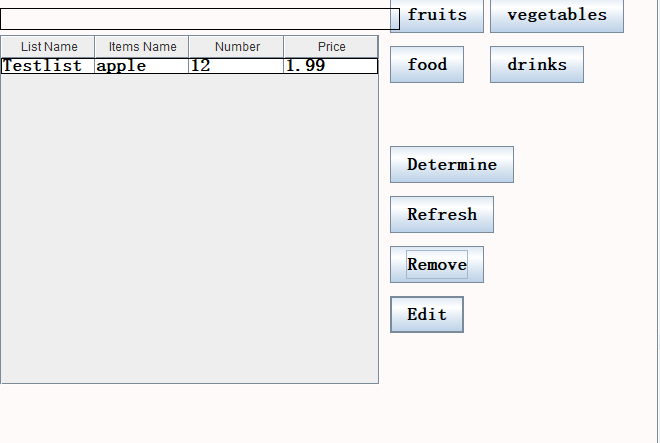 fruits vegetables
List Name Items Name Number Price
Testlist apple 12 1.99
food drinks
Determine
Refresh
Remove
Edit